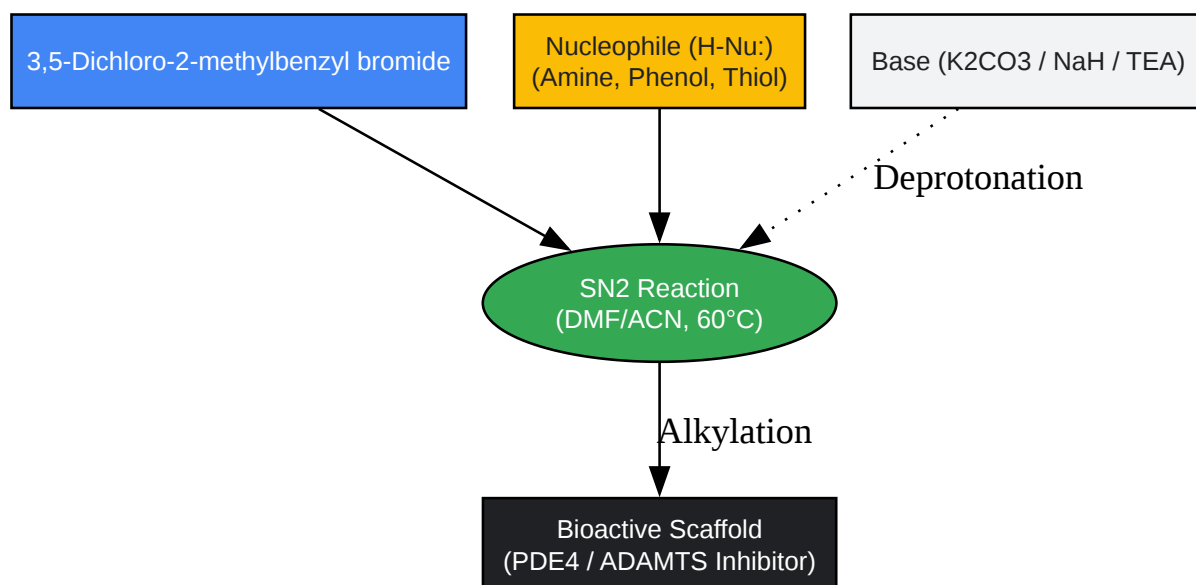 3,5-Dichloro-2-methylbenzyl bromide
Nucleophile (H-Nu:)
(Amine, Phenol, Thiol)
Base (K2CO3 / NaH / TEA)
Deprotonation
SN2 Reaction
(DMF/ACN, 60°C)
Alkylation
Bioactive Scaffold
(PDE4 / ADAMTS Inhibitor)